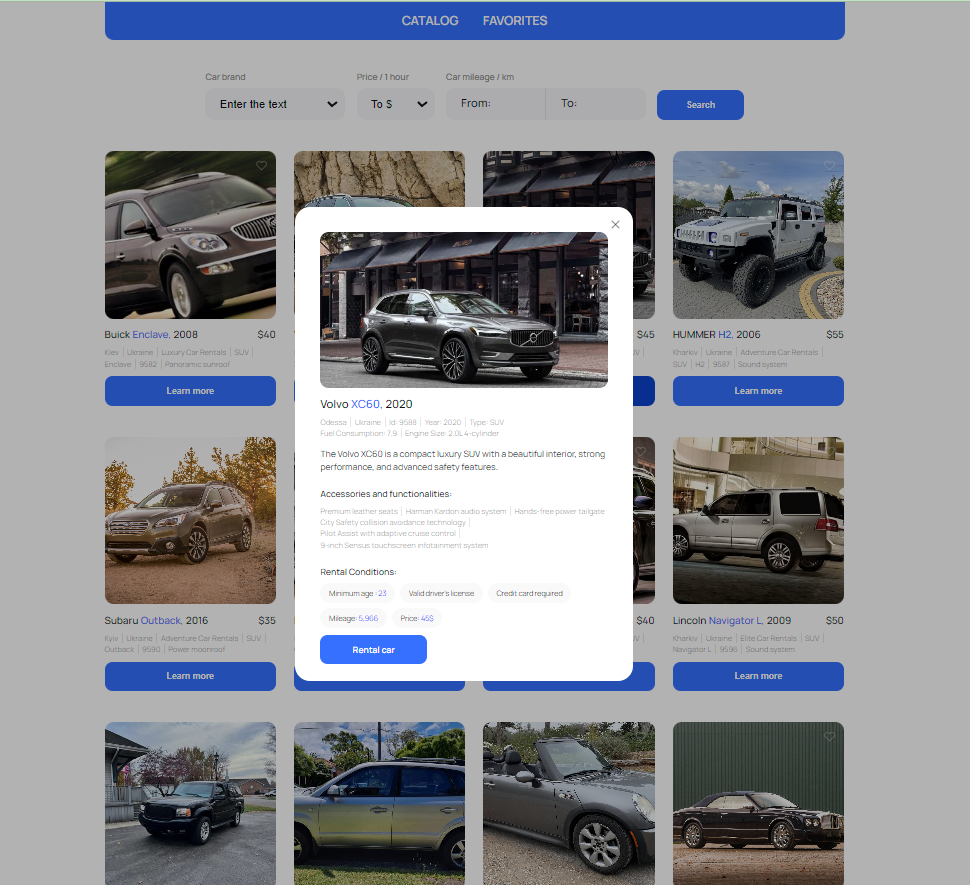 CATALOG FAVORITES
Car brand Price / 1 hour Car mileage / km
Enter the text To $ From: To: Search
Buick Enclave, 2008 $40
Kiev | Ukraine | Luxury Car Rentals | SUV |
Enclave | 9582 | Panoramic sunroof
Learn more
$45
HUMMER H2, 2006 $55
Kharkiv | Ukraine | Adventure Car Rentals |
SUV | H2 | 9587 | Sound system
Learn more
Volvo XC60, 2020
Odessa | Ukraine | Id: 9588 | Year: 2020 | Type: SUV
Fuel Consumption: 7.9 | Engine Size: 2.0L 4-cylinder
The Volvo XC60 is a compact luxury SUV with a beautiful interior, strong
performance, and advanced safety features.
Accessories and functionalities:
Premium leather seats | Harman Kardon audio system | Hands-free power tailgate
City Safety collision avoidance technology |
Pilot Assist with adaptive cruise control |
9-inch Sensus touchscreen infotainment system
Rental Conditions:
Minimum age : 23 Valid driver's license Credit card required
Mileage: 5,966 Price: 45$
Rental car
Subaru Outback, 2016 $35
Kyiv | Ukraine | Adventure Car Rentals | SUV |
Outback | 9590 | Power moonroof
Learn more
$40
Lincoln Navigator L, 2009 $50
Kharkiv | Ukraine | Elite Car Rentals | SUV |
Navigator L | 9596 | Sound system
Learn more